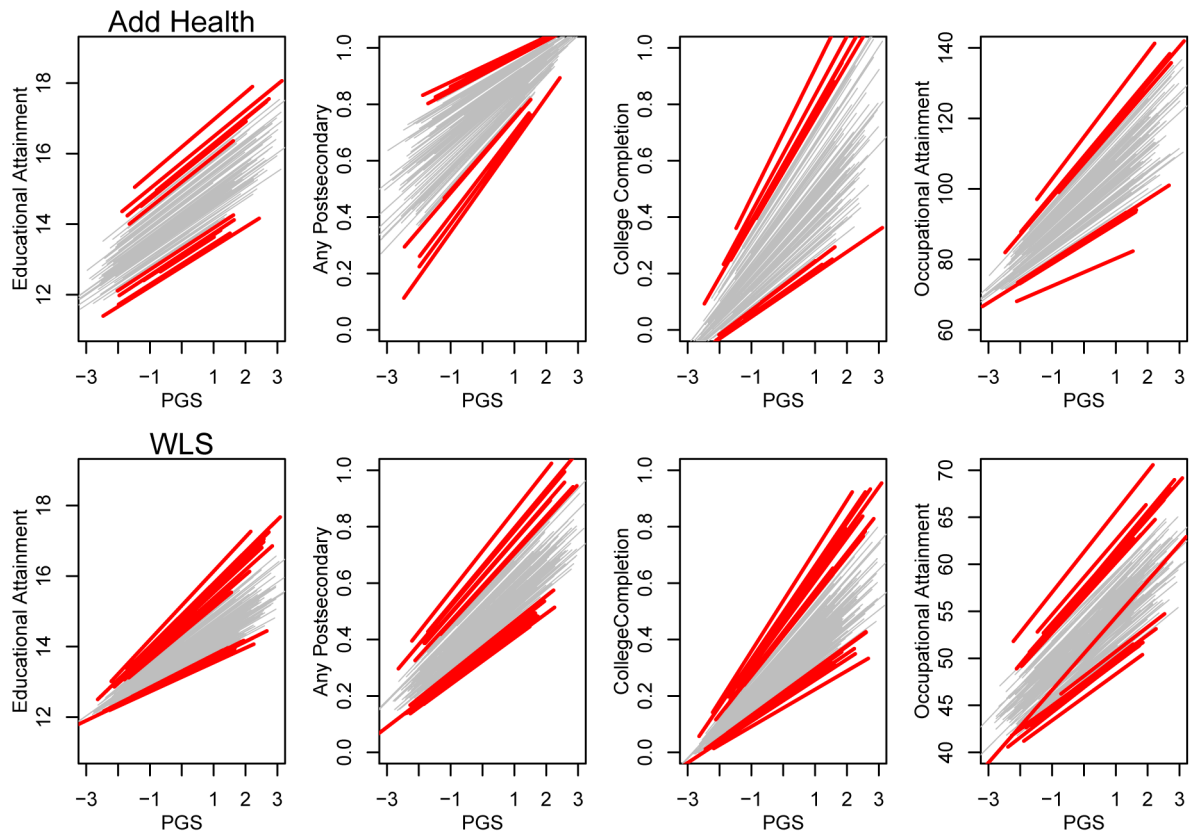 Add Health
Educational Attainment
12 14 16 18
−3 −1 1 2 3
PGS
Any Postsecondary
0.0 0.2 0.4 0.6 0.8 1.0
−3 −1 1 2 3
PGS
College Completion
0.0 0.2 0.4 0.6 0.8 1.0
−3 −1 1 2 3
PGS
Occupational Attainment
60 80 100 120 140
−3 −1 1 2 3
PGS
WLS
Educational Attainment
12 14 16 18
−3 −1 1 2 3
PGS
Any Postsecondary
0.0 0.2 0.4 0.6 0.8 1.0
−3 −1 1 2 3
PGS
CollegeCompletion
0.0 0.2 0.4 0.6 0.8 1.0
−3 −1 1 2 3
PGS
Occupational Attainment
40 45 50 55 60 65 70
−3 −1 1 2 3
PGS